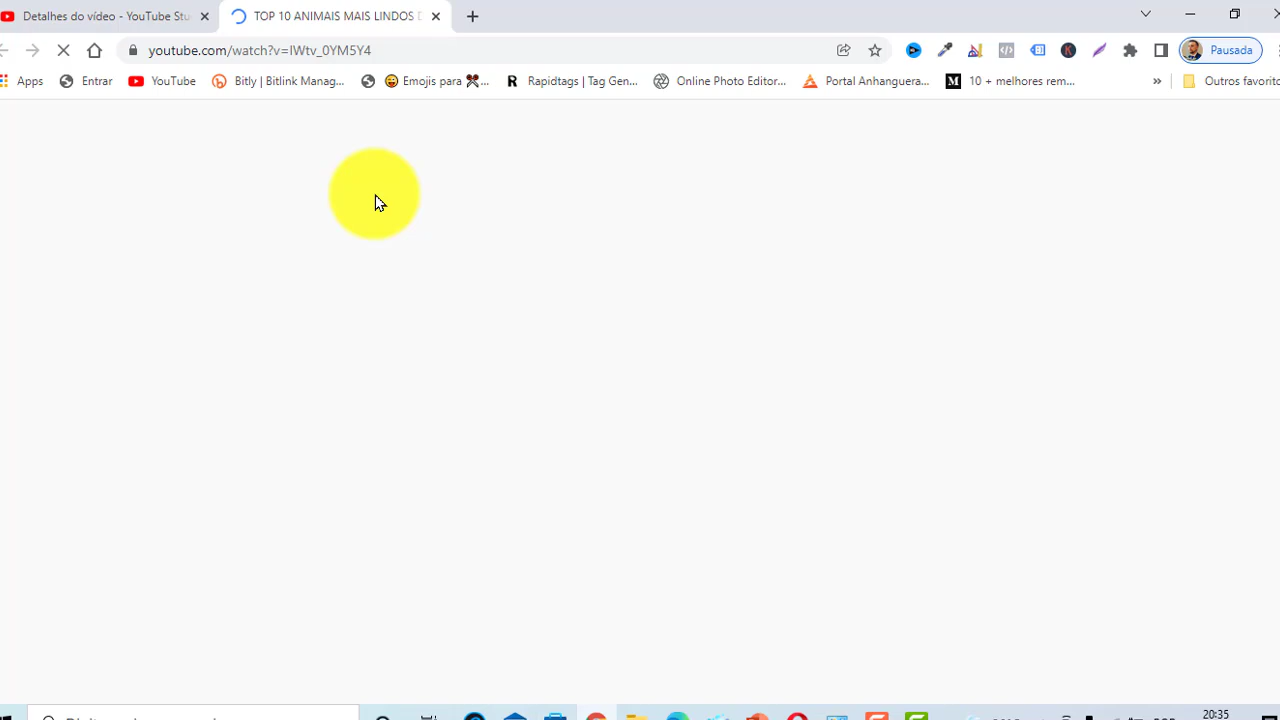 Detalhes do vídeo - YouTube Stu
TOP 10 ANIMAIS MAIS LINDOS D
youtube.com/watch?v=IWtv_0YM5Y4
Pausada
Apps
Entrar
YouTube
Bitly | Bitlink Manag...
😄 Emojis para ...
Rapidtags | Tag Gen...
Online Photo Editor...
Portal Anhanguera...
10 + melhores rem...
»
Outros favorito
20:35